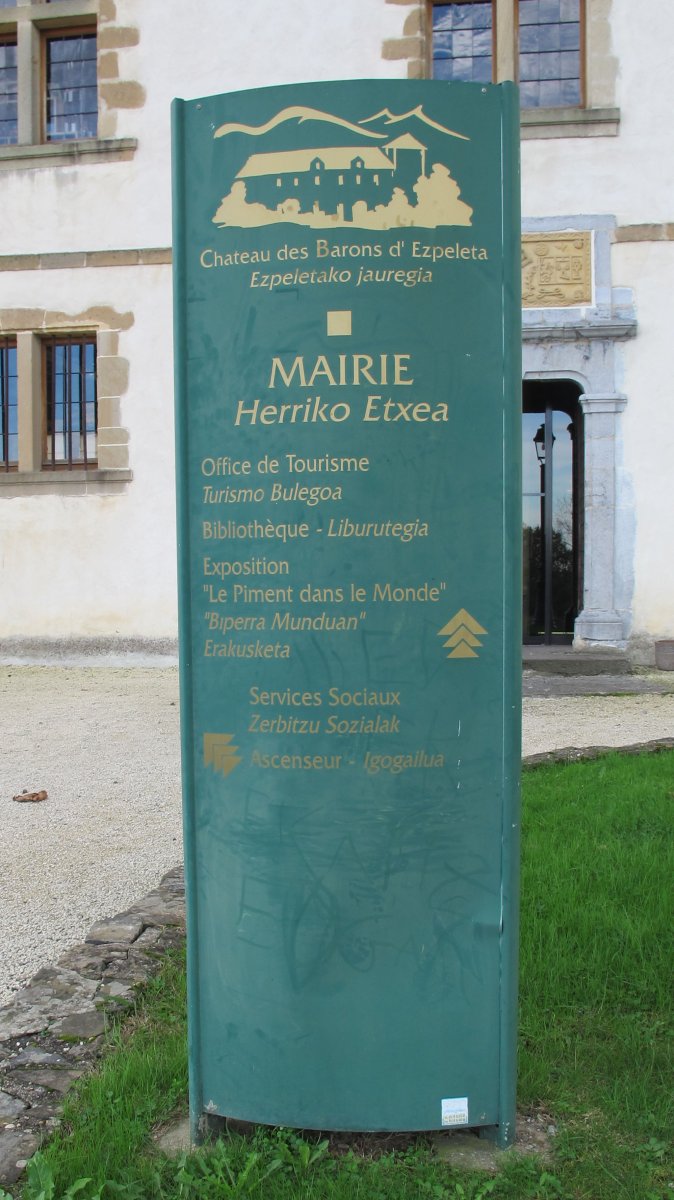 Chateau des Barons d' Ezpeleta
Ezpeletako jauregia
MAIRIE
Herriko Etxea
Office de Tourisme
Turismo Bulegoa
Bibliothèque - Liburutegia
Exposition
"Le Piment dans le Monde"
"Biperra Munduan"
Erakusketa
Services Sociaux
Zerbitzu Sozialak
Ascenseur - Igogailua